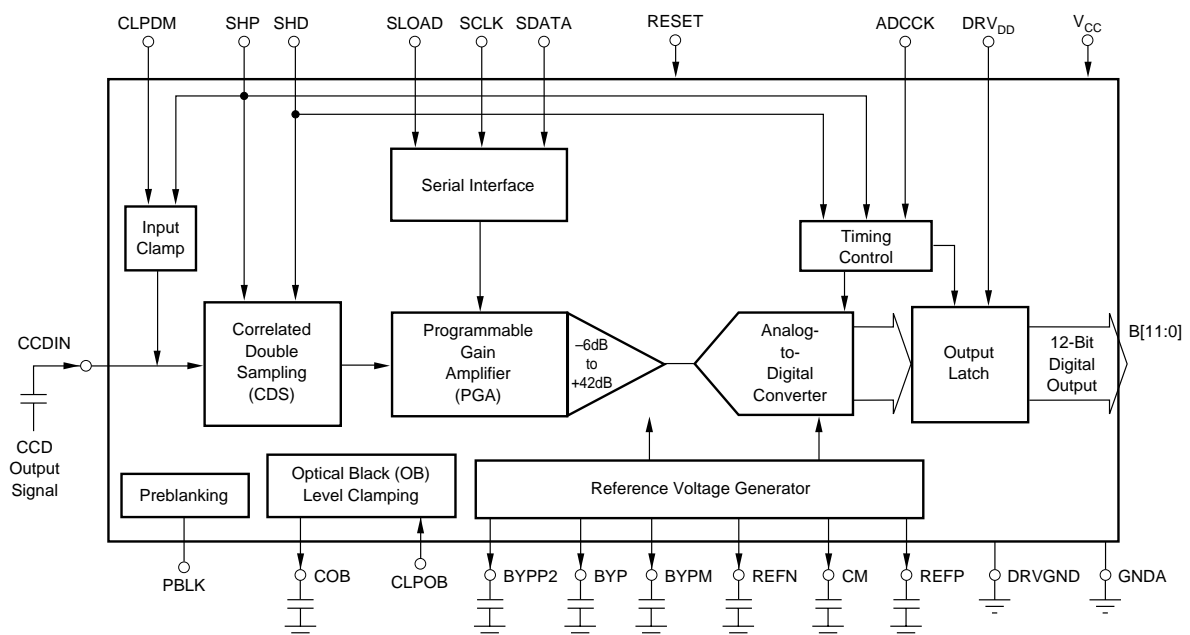 CLPDM SHP SHD SLOAD SCLK SDATA RESET ADCCK DRVDD VCC
Serial Interface
Input
Clamp
Timing
Control
CCDIN
Correlated
Double
Sampling
(CDS)
Programmable
Gain
Amplifier
(PGA)
–6dB
to
+42dB
Analog-
to-
Digital
Converter
Output
Latch
12-Bit
Digital
Output
B[11:0]
CCD
Output
Signal
Preblanking
Optical Black (OB)
Level Clamping
Reference Voltage Generator
PBLK COB CLPOB BYPP2 BYP BYPM REFN CM REFP DRVGND GNDA